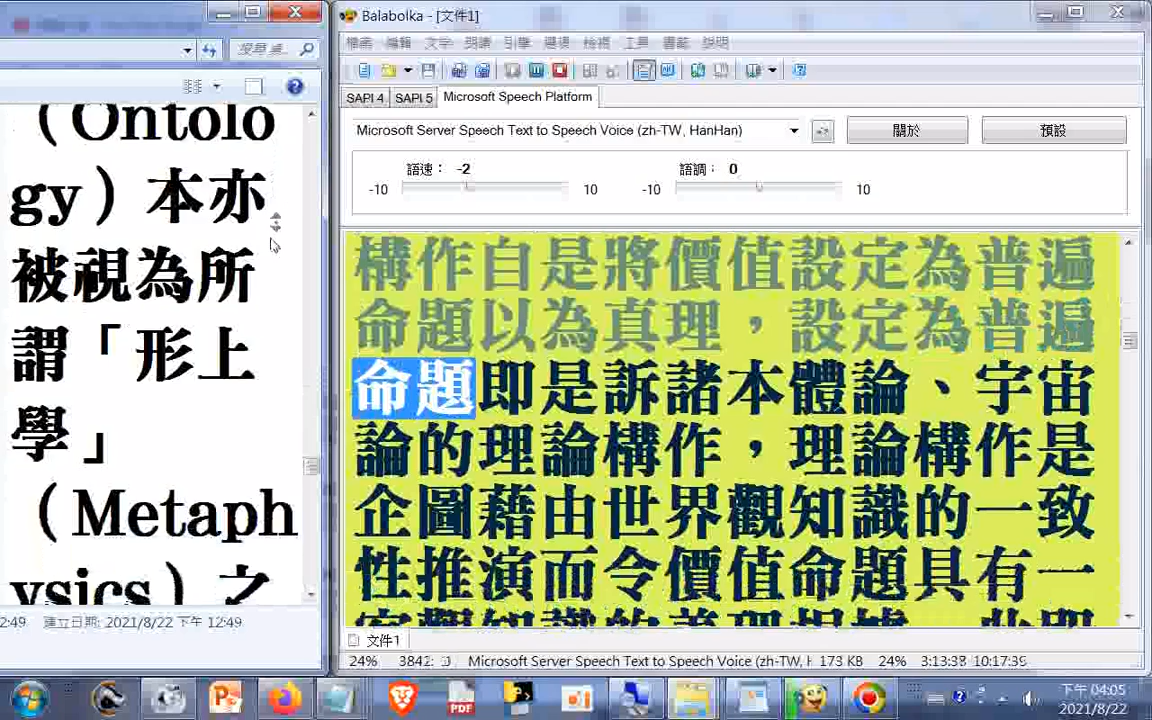 （Ontolo
gy）本亦
被視為所
謂「形上
學」
（Metaph
ysics）之
2:49 建立日期: 2021/8/22 下午 12:49
Balabolka - [文件1]
檔案 編輯 文字 朗讀 引擎 選項 檢視 工具 書籤 說明
SAPI 4 SAPI 5 Microsoft Speech Platform
Microsoft Server Speech Text to Speech Voice (zh-TW, HanHan) 關於 預設
語速： -2 語調： 0
-10 10 -10 10
構作自是將價值設定為普遍
命題以為真理，設定為普遍
命題即是訴諸本體論、宇宙
論的理論構作，理論構作是
企圖藉由世界觀知識的一致
性推演而令價值命題具有一
文件1
24% Microsoft Server Speech Text to Speech Voice (zh-TW, H 173 KB 24%
PDF
下午 04:05
2021/8/22